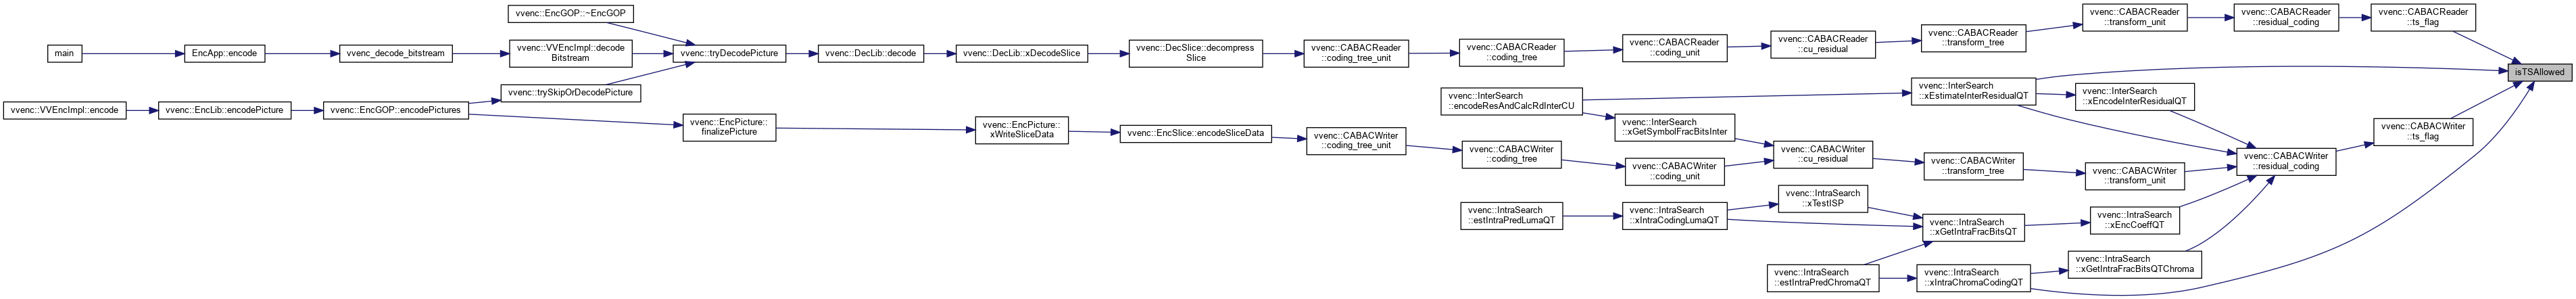 vvenc::EncGOP::~EncGOP
main
EncApp::encode
vvenc_decode_bitstream
vvenc::VVEncImpl::decode
Bitstream
vvenc::tryDecodePicture
vvenc::DecLib::decode
vvenc::DecLib::xDecodeSlice
vvenc::DecSlice::decompress
Slice
vvenc::CABACReader
::coding_tree_unit
vvenc::CABACReader
::coding_tree
vvenc::CABACReader
::coding_unit
vvenc::CABACReader
::cu_residual
vvenc::CABACReader
::transform_tree
vvenc::CABACReader
::transform_unit
vvenc::CABACReader
::residual_coding
vvenc::CABACReader
::ts_flag
isTSAllowed
vvenc::trySkipOrDecodePicture
vvenc::VVEncImpl::encode
vvenc::EncLib::encodePicture
vvenc::EncGOP::encodePictures
vvenc::EncPicture::
finalizePicture
vvenc::EncPicture::
xWriteSliceData
vvenc::EncSlice::encodeSliceData
vvenc::CABACWriter
::coding_tree_unit
vvenc::CABACWriter
::coding_tree
vvenc::CABACWriter
::coding_unit
vvenc::InterSearch
::encodeResAndCalcRdInterCU
vvenc::InterSearch
::xGetSymbolFracBitsInter
vvenc::CABACWriter
::cu_residual
vvenc::CABACWriter
::transform_tree
vvenc::CABACWriter
::transform_unit
vvenc::InterSearch
::xEstimateInterResidualQT
vvenc::InterSearch
::xEncodeInterResidualQT
vvenc::CABACWriter
::residual_coding
vvenc::CABACWriter
::ts_flag
vvenc::IntraSearch
::estIntraPredLumaQT
vvenc::IntraSearch
::xIntraCodingLumaQT
vvenc::IntraSearch
::xTestISP
vvenc::IntraSearch
::xGetIntraFracBitsQT
vvenc::IntraSearch
::xEncCoeffQT
vvenc::IntraSearch
::estIntraPredChromaQT
vvenc::IntraSearch
::xIntraChromaCodingQT
vvenc::IntraSearch
::xGetIntraFracBitsQTChroma